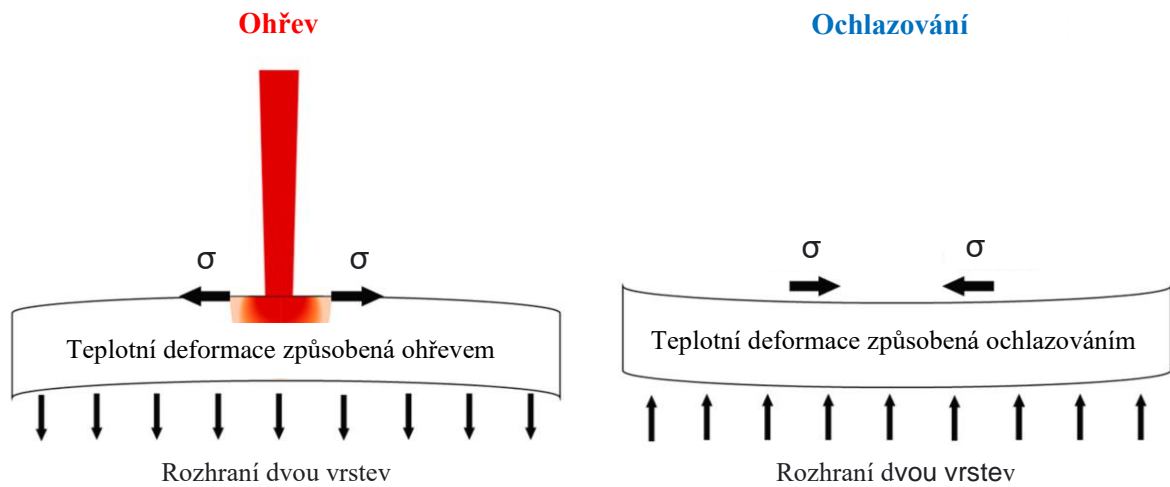 Ohřev
Ochlazování
σ σ
σ σ
Teplotní deformace způsobená ohřevem
Teplotní deformace způsobená ochlazováním
Rozhraní dvou vrstev
Rozhraní dvou vrstev